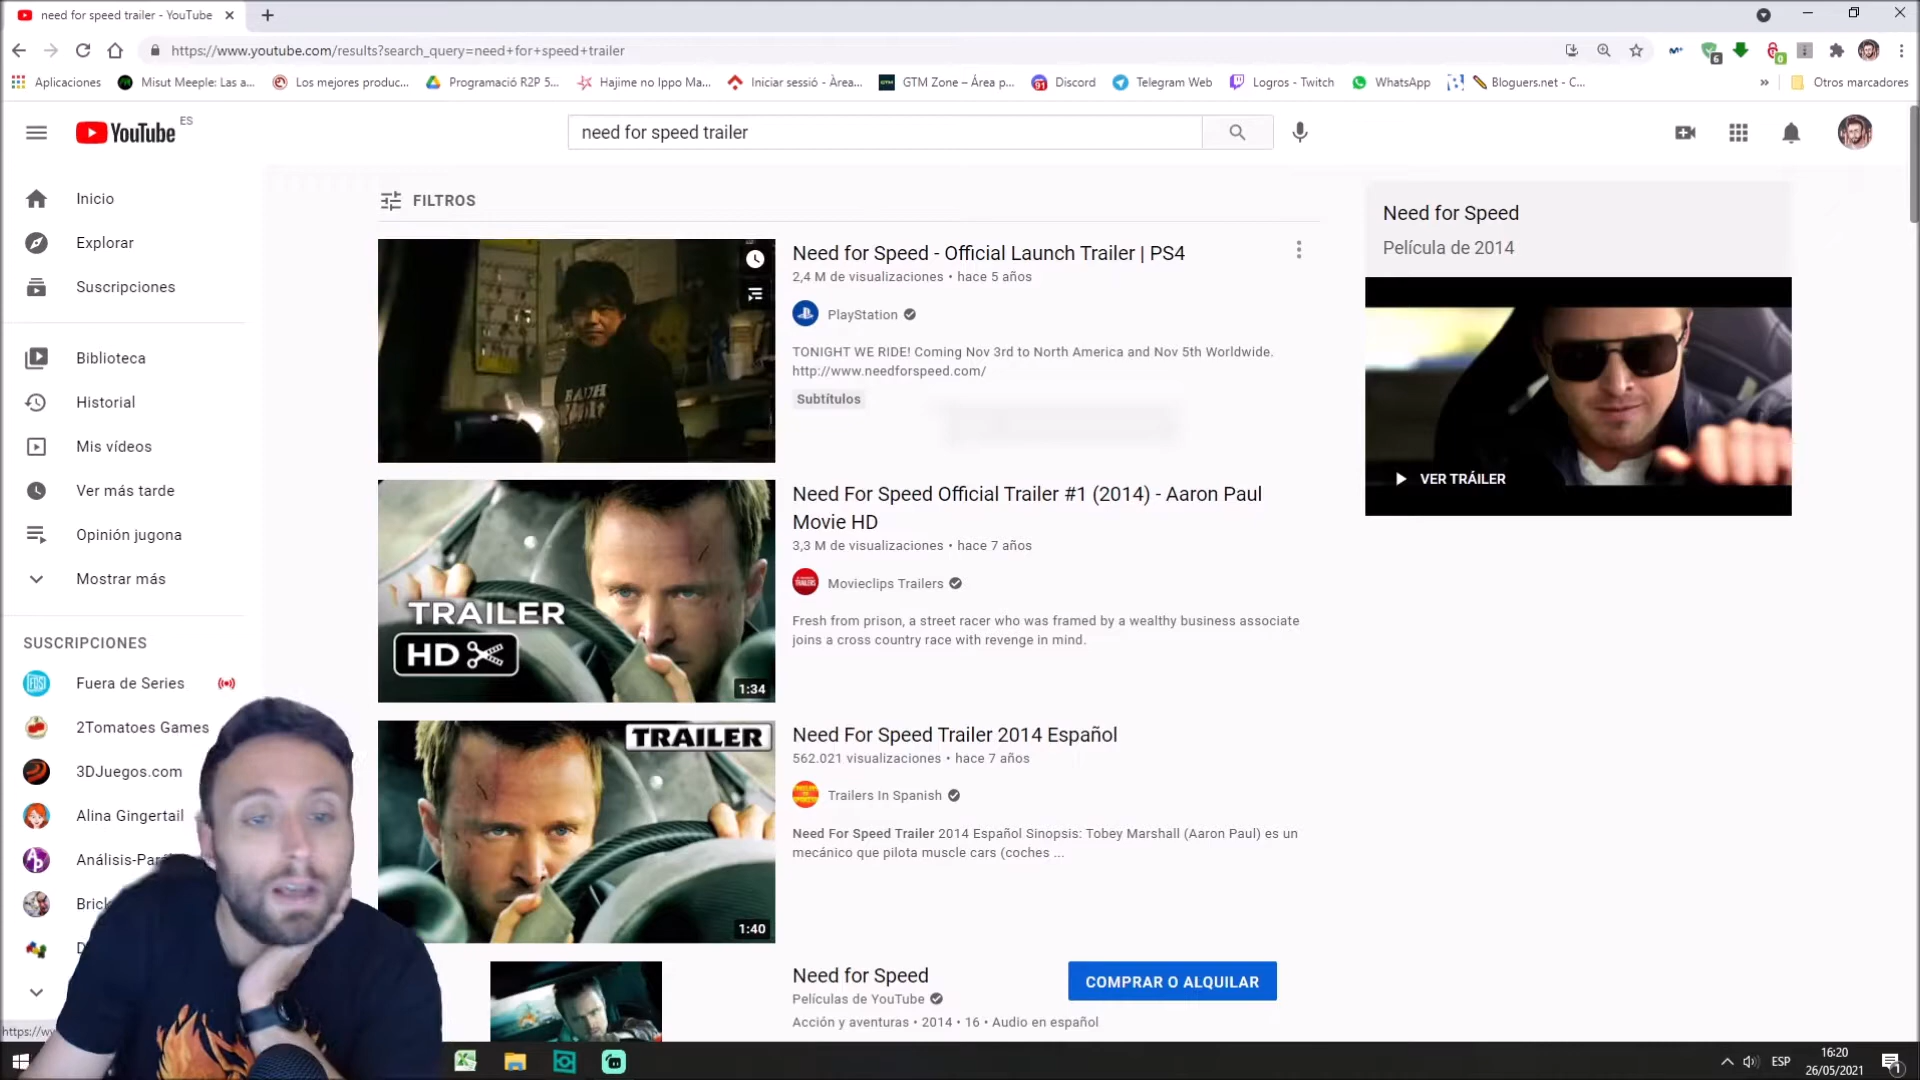 need for speed trailer - YouTube
https://www.youtube.com/results?search_query=need+for+speed+trailer
Aplicaciones
Misut Meeple: Las a...
Los mejores produc...
Programació R2P 5...
Hajime no Ippo Ma...
Iniciar sessió - Àrea...
GTM Zone – Área p...
Discord
Telegram Web
Logros - Twitch
WhatsApp
Bloguers.net - C...
Otros marcadores
YouTube ES
need for speed trailer
Inicio
Explorar
Suscripciones
Biblioteca
Historial
Mis vídeos
Ver más tarde
Opinión jugona
Mostrar más
SUSCRIPCIONES
Fuera de Series
2Tomatoes Games
3DJuegos.com
Alina Gingertail
FILTROS
Need for Speed - Official Launch Trailer | PS4
2,4 M de visualizaciones • hace 5 años
PlayStation
TONIGHT WE RIDE! Coming Nov 3rd to North America and Nov 5th Worldwide.
http://www.needforspeed.com/
Subtítulos
TRAILER
HD
1:34
Need For Speed Official Trailer #1 (2014) - Aaron Paul
Movie HD
3,3 M de visualizaciones • hace 7 años
Movieclips Trailers
Fresh from prison, a street racer who was framed by a wealthy business associate
joins a cross country race with revenge in mind.
TRAILER
1:40
Need For Speed Trailer 2014 Español
562.021 visualizaciones • hace 7 años
Trailers In Spanish
Need For Speed Trailer 2014 Español Sinopsis: Tobey Marshall (Aaron Paul) es un
mecánico que pilota muscle cars (coches ...
Need for Speed
Películas de YouTube
Acción y aventuras • 2014 • 16 • Audio en español
COMPRAR O ALQUILAR
Need for Speed
Película de 2014
VER TRÁILER
ESP
16:20
26/05/2021